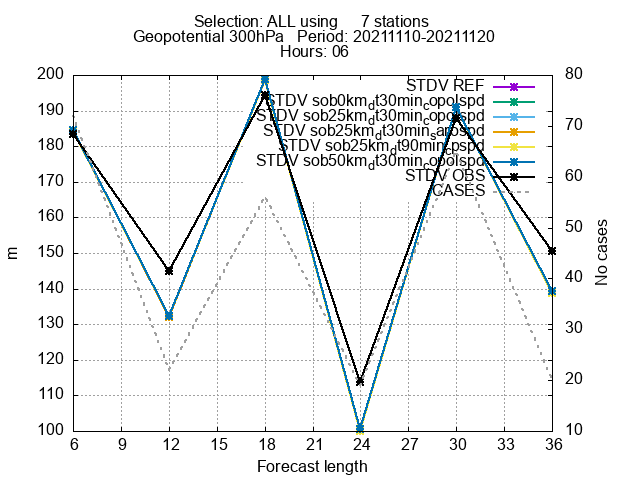 Selection: ALL using 7 stations
Geopotential 300hPa Period: 20211110-20211120
Hours: 06
200
190
180
170
160
150
140
130
120
110
100
80
70
60
50
40
30
20
10
6
9
12
15
18
21
24
27
30
33
36
m
No cases
Forecast length
STDV REF
STDV sob0km_dt30min_copolspd
STDV sob25km_dt30min_copolspd
STDV sob25km_dt30min_sarospd
STDV sob25km_dt90min_cpspd
STDV sob50km_dt30min_copolspd
STDV OBS
CASES